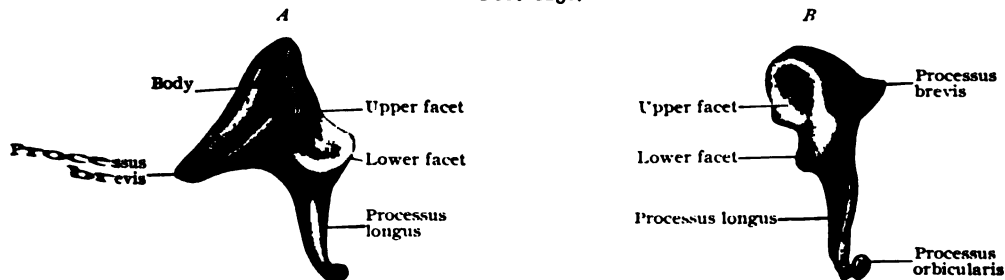 A
B
Body
Upper facet
Processus
brevis
Lower facet
Processus
longus
Processus
brevis
Upper facet
Lower facet
Processus longus
Processus
orbicularis